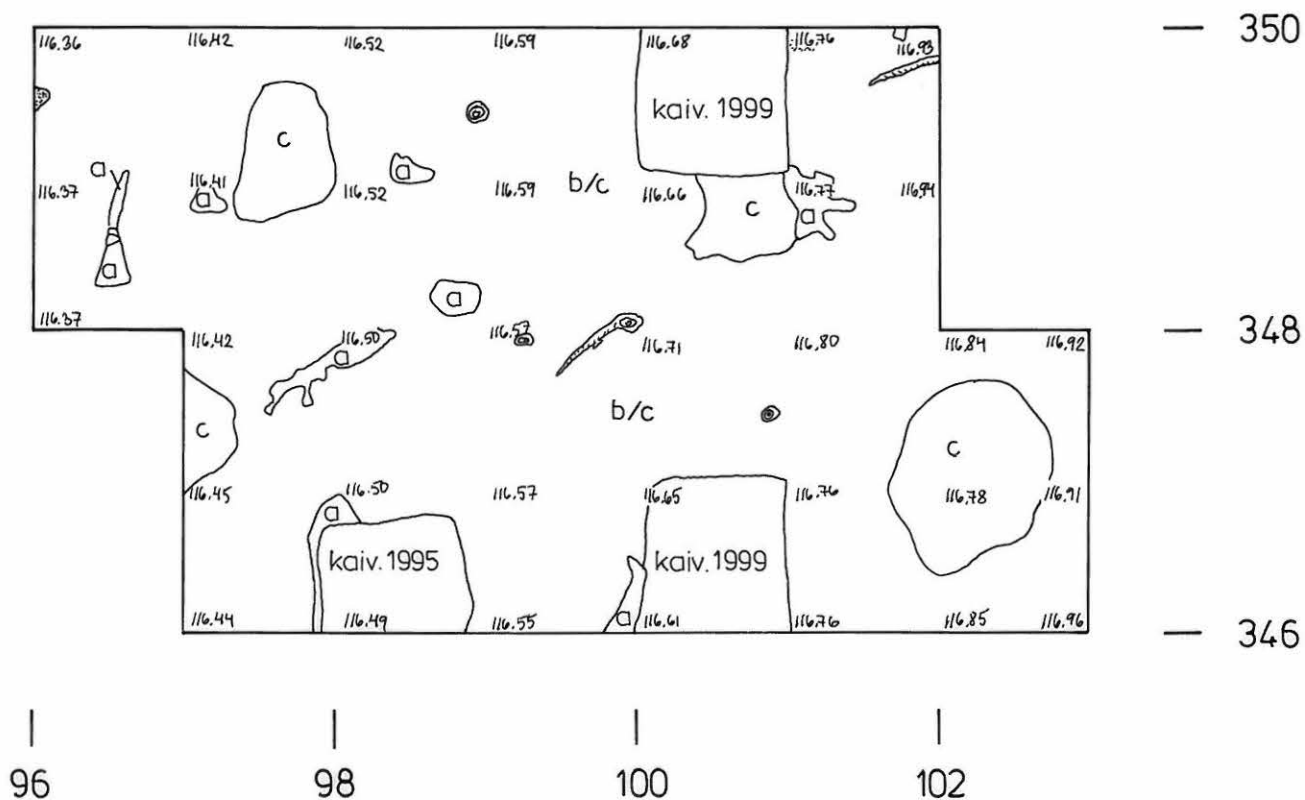 116.36 116.42 116.52 116.59 116.68 116.76 116.93 350
kaiv. 1999
c
a a
116.37 116.41 116.52 116.59 b/c 116.66 116.77 116.94
a c a
a a
116.37
116.42 116.50 116.57 116.71 116.80 116.84 116.92 348
a
b/c
c c
116.45 116.50 116.57 116.65 116.76 116.78 116.91
a
kaiv. 1995 kaiv. 1999
a
116.44 116.49 116.55 116.61 116.76 116.85 116.96 346
96 98 100 102